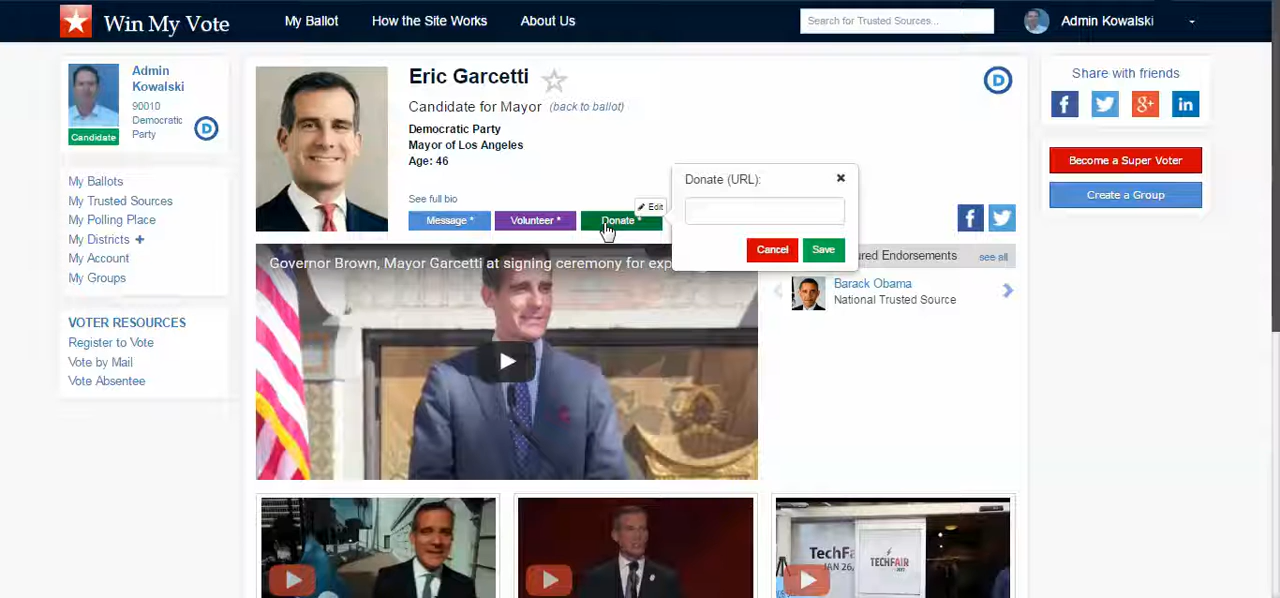 Win My Vote
My Ballot
How the Site Works
About Us
Search for Trusted Sources...
Admin Kowalski
Admin
Kowalski
90010
Democratic
Party
D
Candidate
My Ballots
My Trusted Sources
My Polling Place
My Districts +
My Account
My Groups
VOTER RESOURCES
Register to Vote
Vote by Mail
Vote Absentee
Eric Garcetti
Candidate for Mayor (back to ballot)
Democratic Party
Mayor of Los Angeles
Age: 46
See full bio
Message *
Volunteer *
Donate *
Edit
Donate (URL):
Cancel
Save
D
Governor Brown, Mayor Garcetti at signing ceremony for exp
Endorsements
see all
Barack Obama
National Trusted Source
TechF
JAN 26,
TECHFAIR
Share with friends
Become a Super Voter
Create a Group